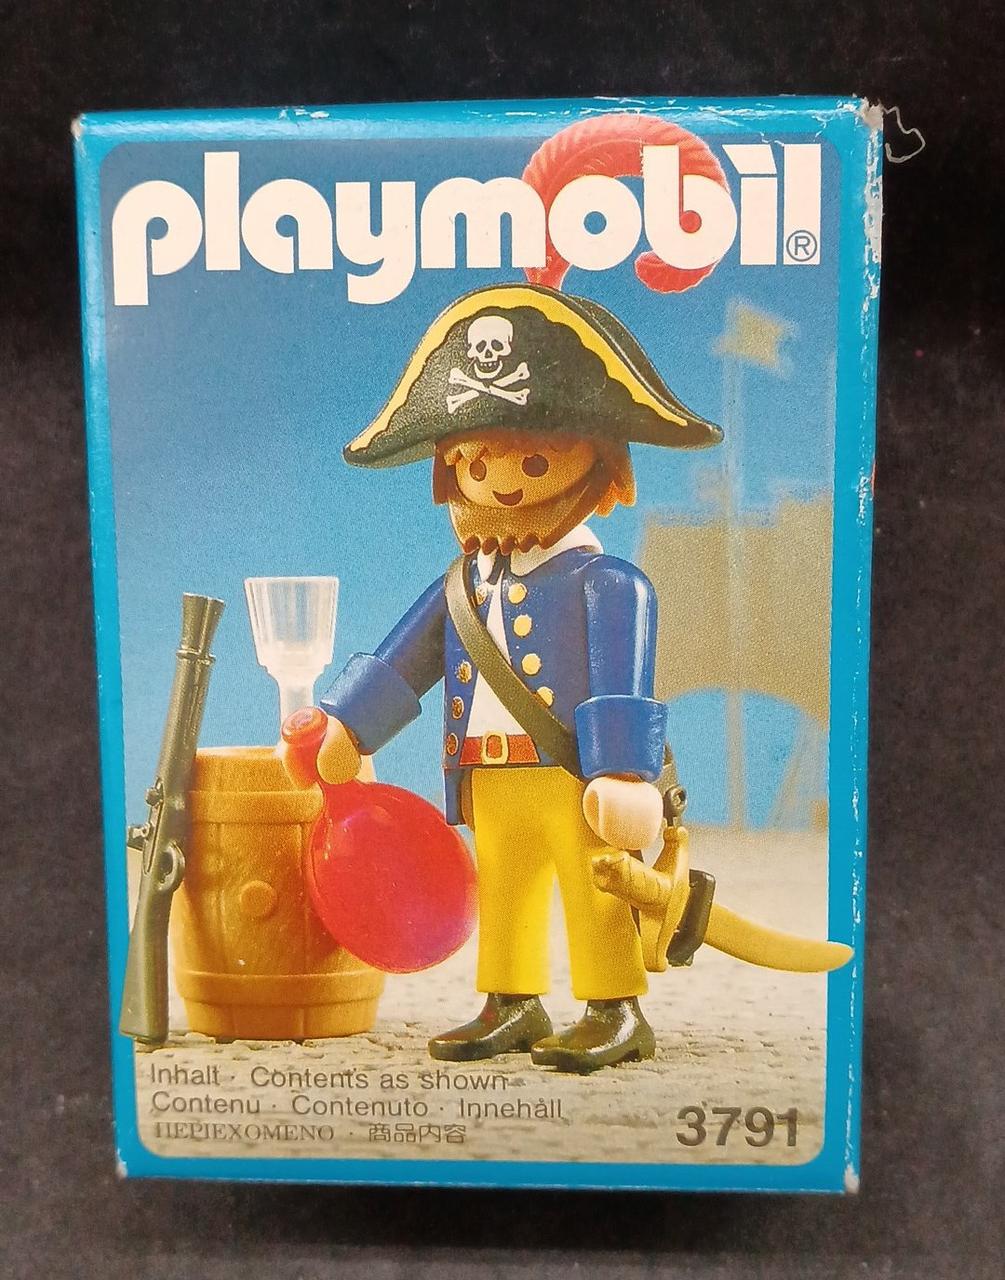 playmobil®
Inhalt · Contents as shown
Contenu · Contenuto · Innehåll
ΠΕΡΙΕΧΟΜΕΝΟ · 商品内容
3791